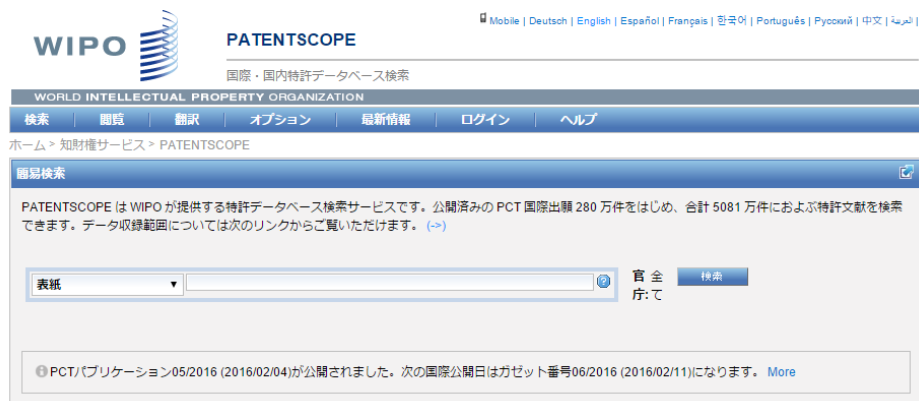 Mobile | Deutsch | English | Español | Français | 한국어 | Português | Русский | 中文 | العربية |
WIPO
PATENTSCOPE
国際・国内特許データベース検索
WORLD INTELLECTUAL PROPERTY ORGANIZATION
検索 閲覧 翻訳 オプション 最新情報 ログイン ヘルプ
ホーム > 知財権サービス > PATENTSCOPE
簡易検索
PATENTSCOPE は WIPO が提供する特許データベース検索サービスです。公開済みの PCT 国際出願 280 万件をはじめ、合計 5081 万件におよぶ特許文献を検索
できます。データ収録範囲については次のリンクからご覧いただけます。 (->)
表紙 ▼ ? 官 全 検索
庁: て
PCTパブリケーション05/2016 (2016/02/04)が公開されました。次の国際公開日はガゼット番号06/2016 (2016/02/11)になります。 More